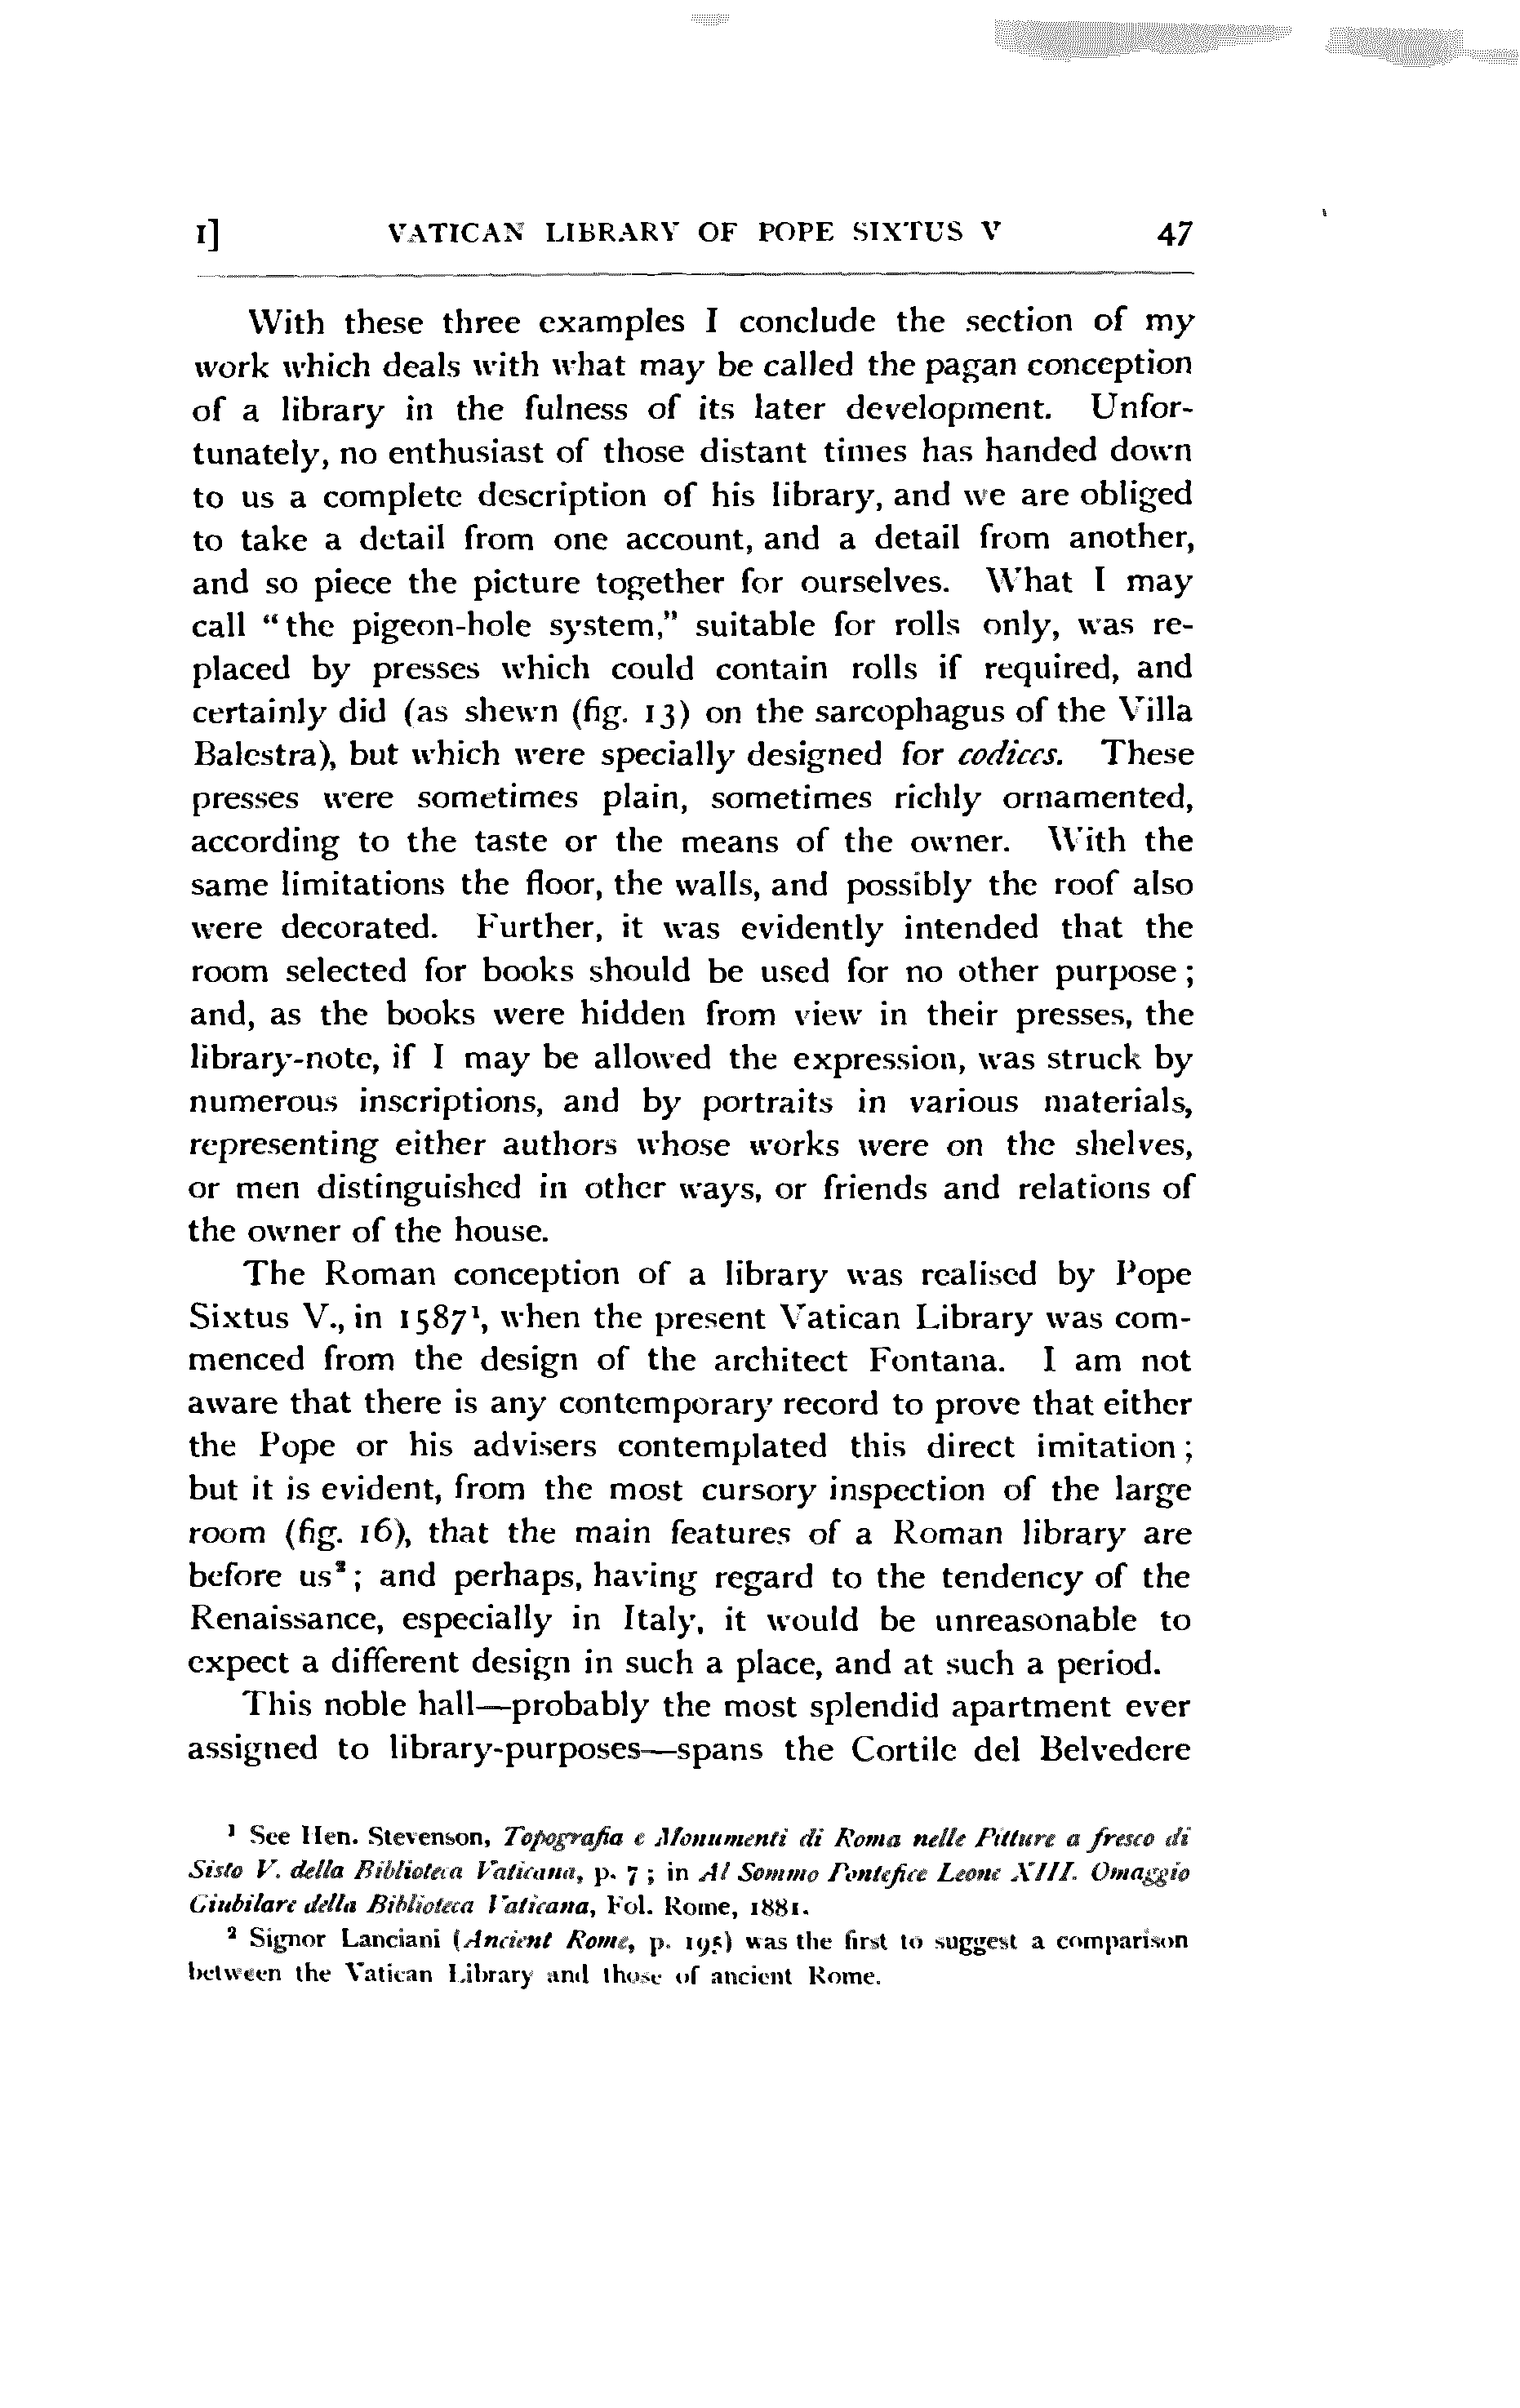 I] VATICAN LIBRARY OF POPE SIXTUS V 47
With these three examples I conclude the section of my
work which deals with what may be called the pagan conception
of a library in the fulness of its later development. Unfor-
tunately, no enthusiast of those distant times has handed down
to us a complete description of his library, and we are obliged
to take a detail from one account, and a detail from another,
and so piece the picture together for ourselves. What I may
call "the pigeon-hole system," suitable for rolls only, was re-
placed by presses which could contain rolls if required, and
certainly did (as shewn (fig. 13) on the sarcophagus of the Villa
Balestra), but which were specially designed for codices. These
presses were sometimes plain, sometimes richly ornamented,
according to the taste or the means of the owner. With the
same limitations the floor, the walls, and possibly the roof also
were decorated. Further, it was evidently intended that the
room selected for books should be used for no other purpose;
and, as the books were hidden from view in their presses, the
library-note, if I may be allowed the expression, was struck by
numerous inscriptions, and by portraits in various materials,
representing either authors whose works were on the shelves,
or men distinguished in other ways, or friends and relations of
the owner of the house.
The Roman conception of a library was realised by Pope
Sixtus V., in 1587¹, when the present Vatican Library was com-
menced from the design of the architect Fontana. I am not
aware that there is any contemporary record to prove that either
the Pope or his advisers contemplated this direct imitation;
but it is evident, from the most cursory inspection of the large
room (fig. 16), that the main features of a Roman library are
before us²; and perhaps, having regard to the tendency of the
Renaissance, especially in Italy, it would be unreasonable to
expect a different design in such a place, and at such a period.
This noble hall—probably the most splendid apartment ever
assigned to library-purposes—spans the Cortile del Belvedere
¹ See Hen. Stevenson, Topografia e Monumenti di Roma nelle Pitture a fresco di
Sisto V. della Biblioteca Vaticana, p. 7; in Al Sommo Pontefice Leone XIII. Omaggio
Giubilare della Biblioteca Vaticana, Fol. Rome, 1881.
² Signor Lanciani (Ancient Rome, p. 195) was the first to suggest a comparison
between the Vatican Library and those of ancient Rome.